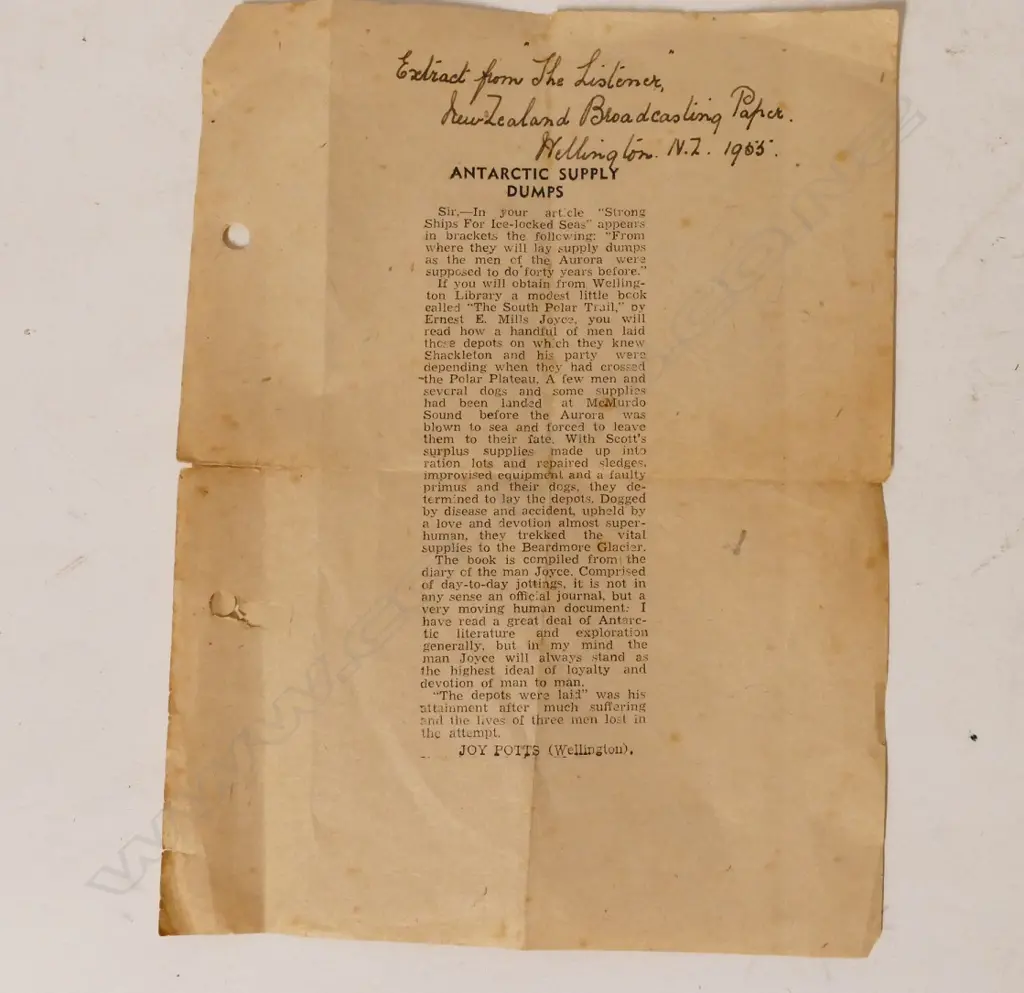 Extract from "The Listener",
New Zealand Broadcasting Paper.
Wellington. N.Z. 1955.
ANTARCTIC SUPPLY
DUMPS
Sir,—In your article "Strong
Ships For Ice-locked Seas" appears
in brackets the following: "From
where they will lay supply dumps
as the men of the Aurora were
supposed to do forty years before."
If you will obtain from Welling-
ton Library a modest little book
called "The South Polar Trail," by
Ernest E. Mills Joyce, you will
read how a handful of men laid
those depots on which they knew
Shackleton and his party were
depending when they had crossed
the Polar Plateau. A few men and
several dogs and some supplies
had been landed at McMurdo
Sound before the Aurora was
blown to sea and forced to leave
them to their fate. With Scott's
surplus supplies made up into
ration lots and repaired sledges,
improvised equipment and a faulty
primus and their dogs, they de-
termined to lay the depots. Dogged
by disease and accident, upheld by
a love and devotion almost super-
human, they trekked the vital
supplies to the Beardmore Glacier.
The book is compiled from the
diary of the man Joyce. Comprised
of day-to-day jottings, it is not in
any sense an official journal, but a
very moving human document. I
have read a great deal of Antarc-
tic literature and exploration
generally, but in my mind the
man Joyce will always stand as
the highest ideal of loyalty and
devotion of man to man.
"The depots were laid" was his
attainment after much suffering
and the lives of three men lost in
the attempt.
JOY POTTS (Wellington).